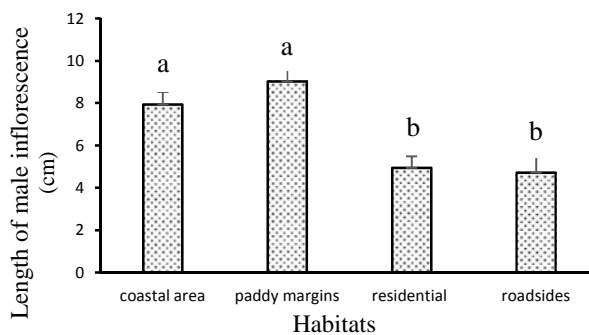 Length of male inflorescence
(cm)
12
10
8
6
4
2
0
a
a
b
b
coastal area
paddy margins
residential
roadsides
Habitats